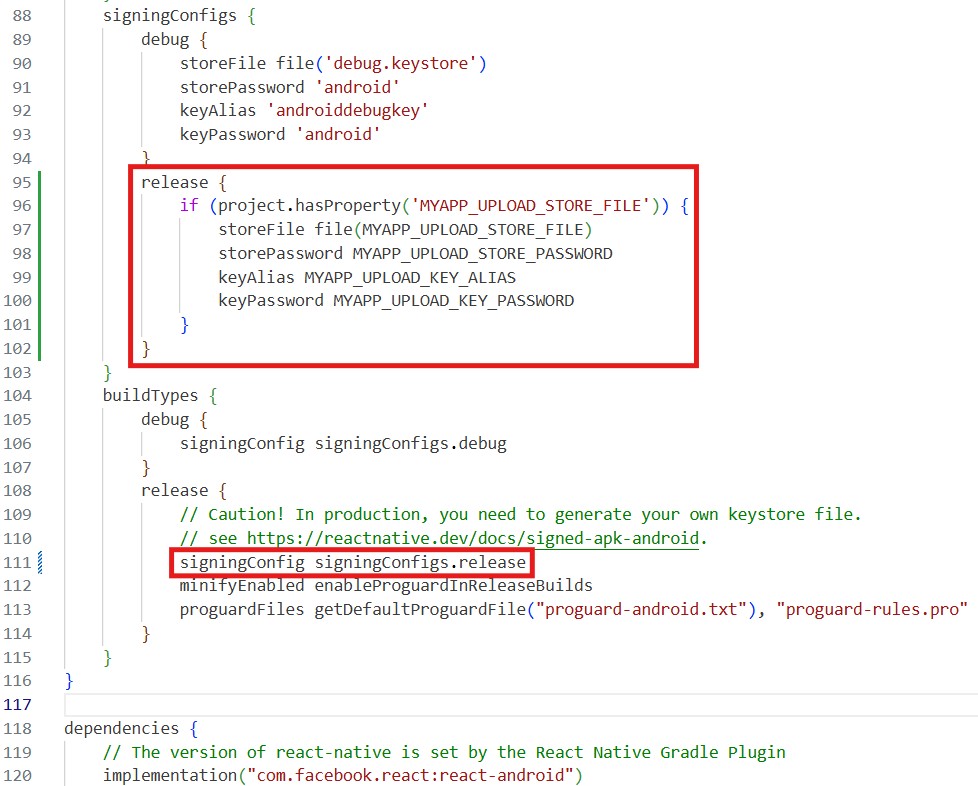 88 signingConfigs {
89 debug {
90 storeFile file('debug.keystore')
91 storePassword 'android'
92 keyAlias 'androiddebugkey'
93 keyPassword 'android'
94 }
95 release {
96 if (project.hasProperty('MYAPP_UPLOAD_STORE_FILE')) {
97 storeFile file(MYAPP_UPLOAD_STORE_FILE)
98 storePassword MYAPP_UPLOAD_STORE_PASSWORD
99 keyAlias MYAPP_UPLOAD_KEY_ALIAS
100 keyPassword MYAPP_UPLOAD_KEY_PASSWORD
101 }
102 }
103 }
104 buildTypes {
105 debug {
106 signingConfig signingConfigs.debug
107 }
108 release {
109 // Caution! In production, you need to generate your own keystore file.
110 // see https://reactnative.dev/docs/signed-apk-android.
111 signingConfig signingConfigs.release
112 minifyEnabled enableProguardInReleaseBuilds
113 proguardFiles getDefaultProguardFile("proguard-android.txt"), "proguard-rules.pro"
114 }
115 }
116 }
117
118 dependencies {
119 // The version of react-native is set by the React Native Gradle Plugin
120 implementation("com.facebook.react:react-android")